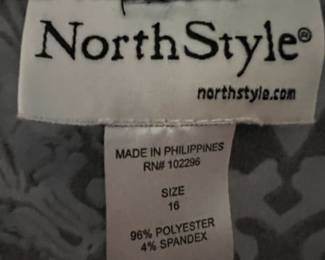 NorthStyle®
northstyle.com
MADE IN PHILIPPINES
RN# 102296
SIZE
16
96% POLYESTER
4% SPANDEX